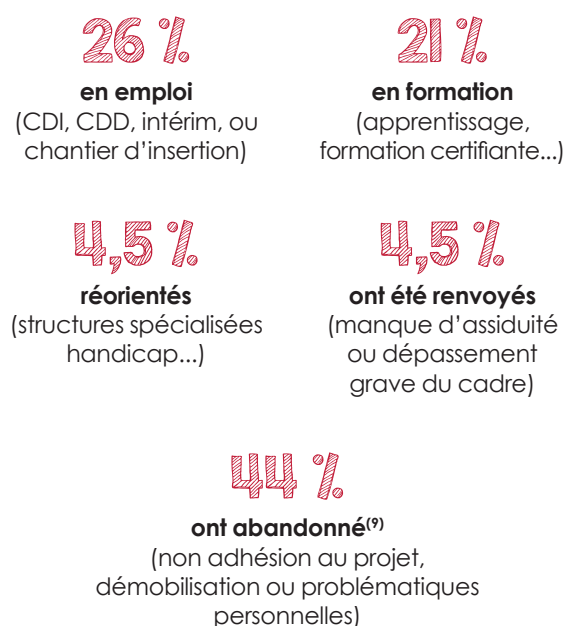 26 %
en emploi
(CDI, CDD, intérim, ou
chantier d'insertion)
21 %
en formation
(apprentissage,
formation certifiante...)
4,5 %
réorientés
(structures spécialisées
handicap...)
4,5 %
ont été renvoyés
(manque d'assiduité
ou dépassement
grave du cadre)
44 %
ont abandonné(9)
(non adhésion au projet,
démobilisation ou problématiques
personnelles)